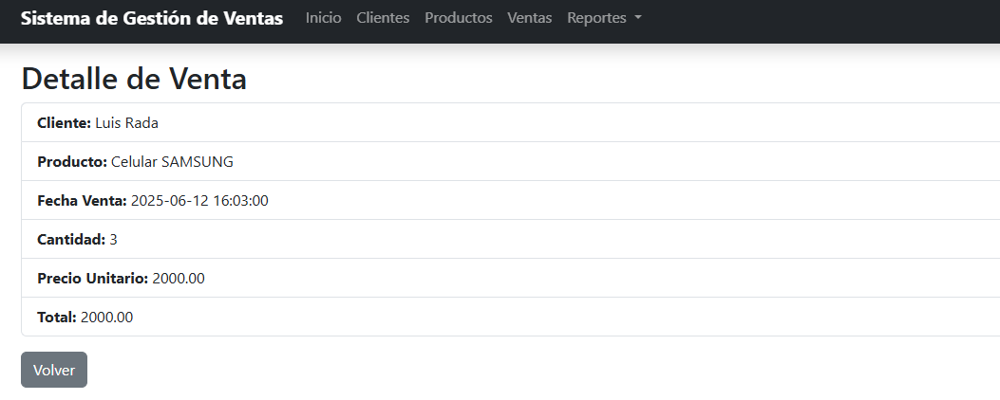 Sistema de Gestión de Ventas Inicio Clientes Productos Ventas Reportes
Detalle de Venta
Cliente: Luis Rada
Producto: Celular SAMSUNG
Fecha Venta: 2025-06-12 16:03:00
Cantidad: 3
Precio Unitario: 2000.00
Total: 2000.00
Volver